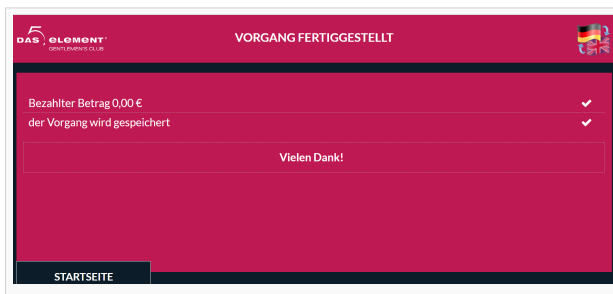 5
DAS ELEMENT
GENTLEMEN'S CLUB
VORGANG FERTIGGESTELLT
Bezahlter Betrag 0,00 €
der Vorgang wird gespeichert
Vielen Dank!
STARTSEITE